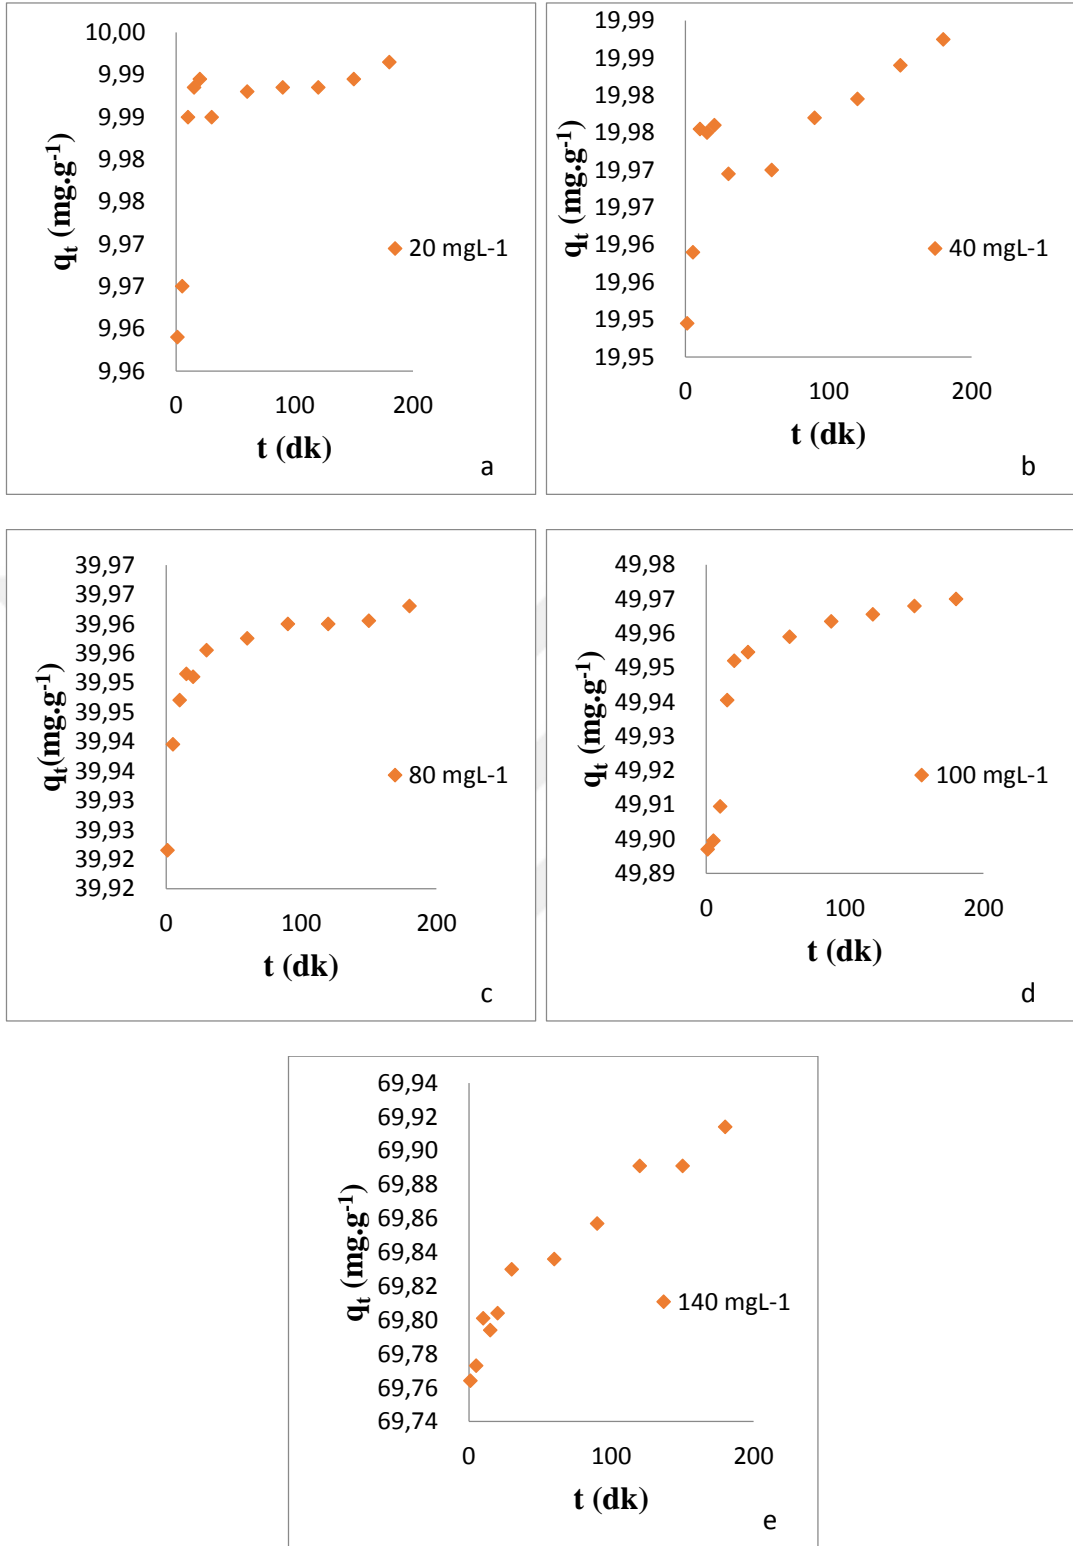 10,00
9,99
9,99
9,98
9,98
9,97
9,97
9,96
9,96
qt (mg.g-1)
0 100 200
t (dk)
20 mgL-1
a
19,99
19,99
19,98
19,98
19,97
19,97
19,96
19,96
19,95
19,95
qt (mg.g-1)
0 100 200
t (dk)
40 mgL-1
b
39,97
39,97
39,96
39,96
39,95
39,95
39,94
39,94
39,93
39,93
39,92
39,92
qt(mg.g-1)
0 100 200
t (dk)
80 mgL-1
c
49,98
49,97
49,96
49,95
49,94
49,93
49,92
49,91
49,90
49,89
qt (mg.g-1)
0 100 200
t (dk)
100 mgL-1
d
69,94
69,92
69,90
69,88
69,86
69,84
69,82
69,80
69,78
69,76
69,74
qt (mg.g-1)
0 100 200
t (dk)
140 mgL-1
e